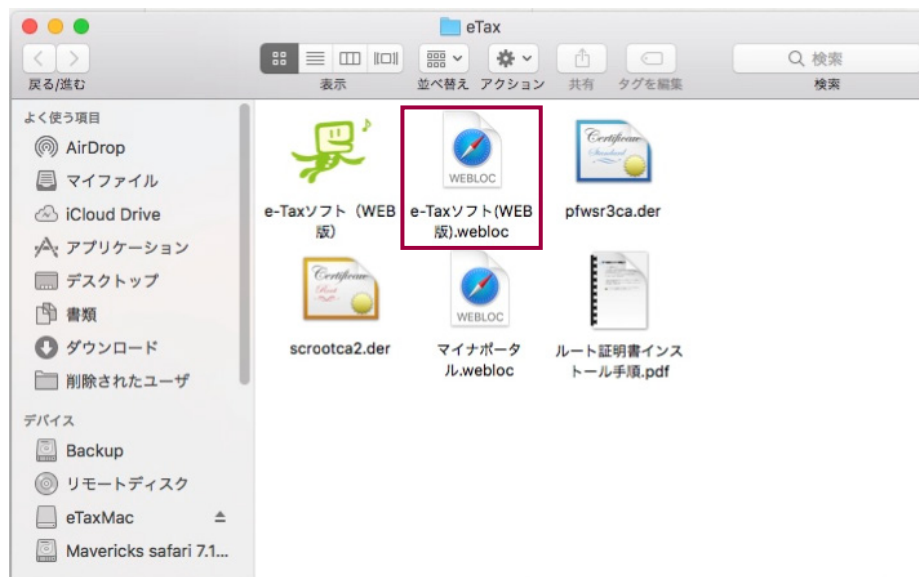 eTax
戻る/進む
表示
並べ替え
アクション
共有
タグを編集
検索
検索
よく使う項目
AirDrop
マイファイル
iCloud Drive
アプリケーション
デスクトップ
書類
ダウンロード
削除されたユーザ
デバイス
Backup
リモートディスク
eTaxMac
Mavericks safari 7.1...
e-Taxソフト（WEB
版）
WEBLOC
e-Taxソフト(WEB
版).webloc
Certificate
Standard
pfwsr3ca.der
Certificate
Root
scrootca2.der
WEBLOC
マイナポータ
ル.webloc
ルート証明書インス
トール手順.pdf